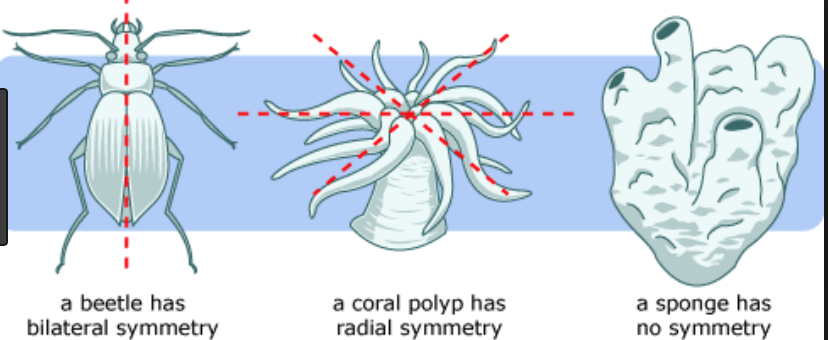 a beetle has
bilateral symmetry
a coral polyp has
radial symmetry
a sponge has
no symmetry